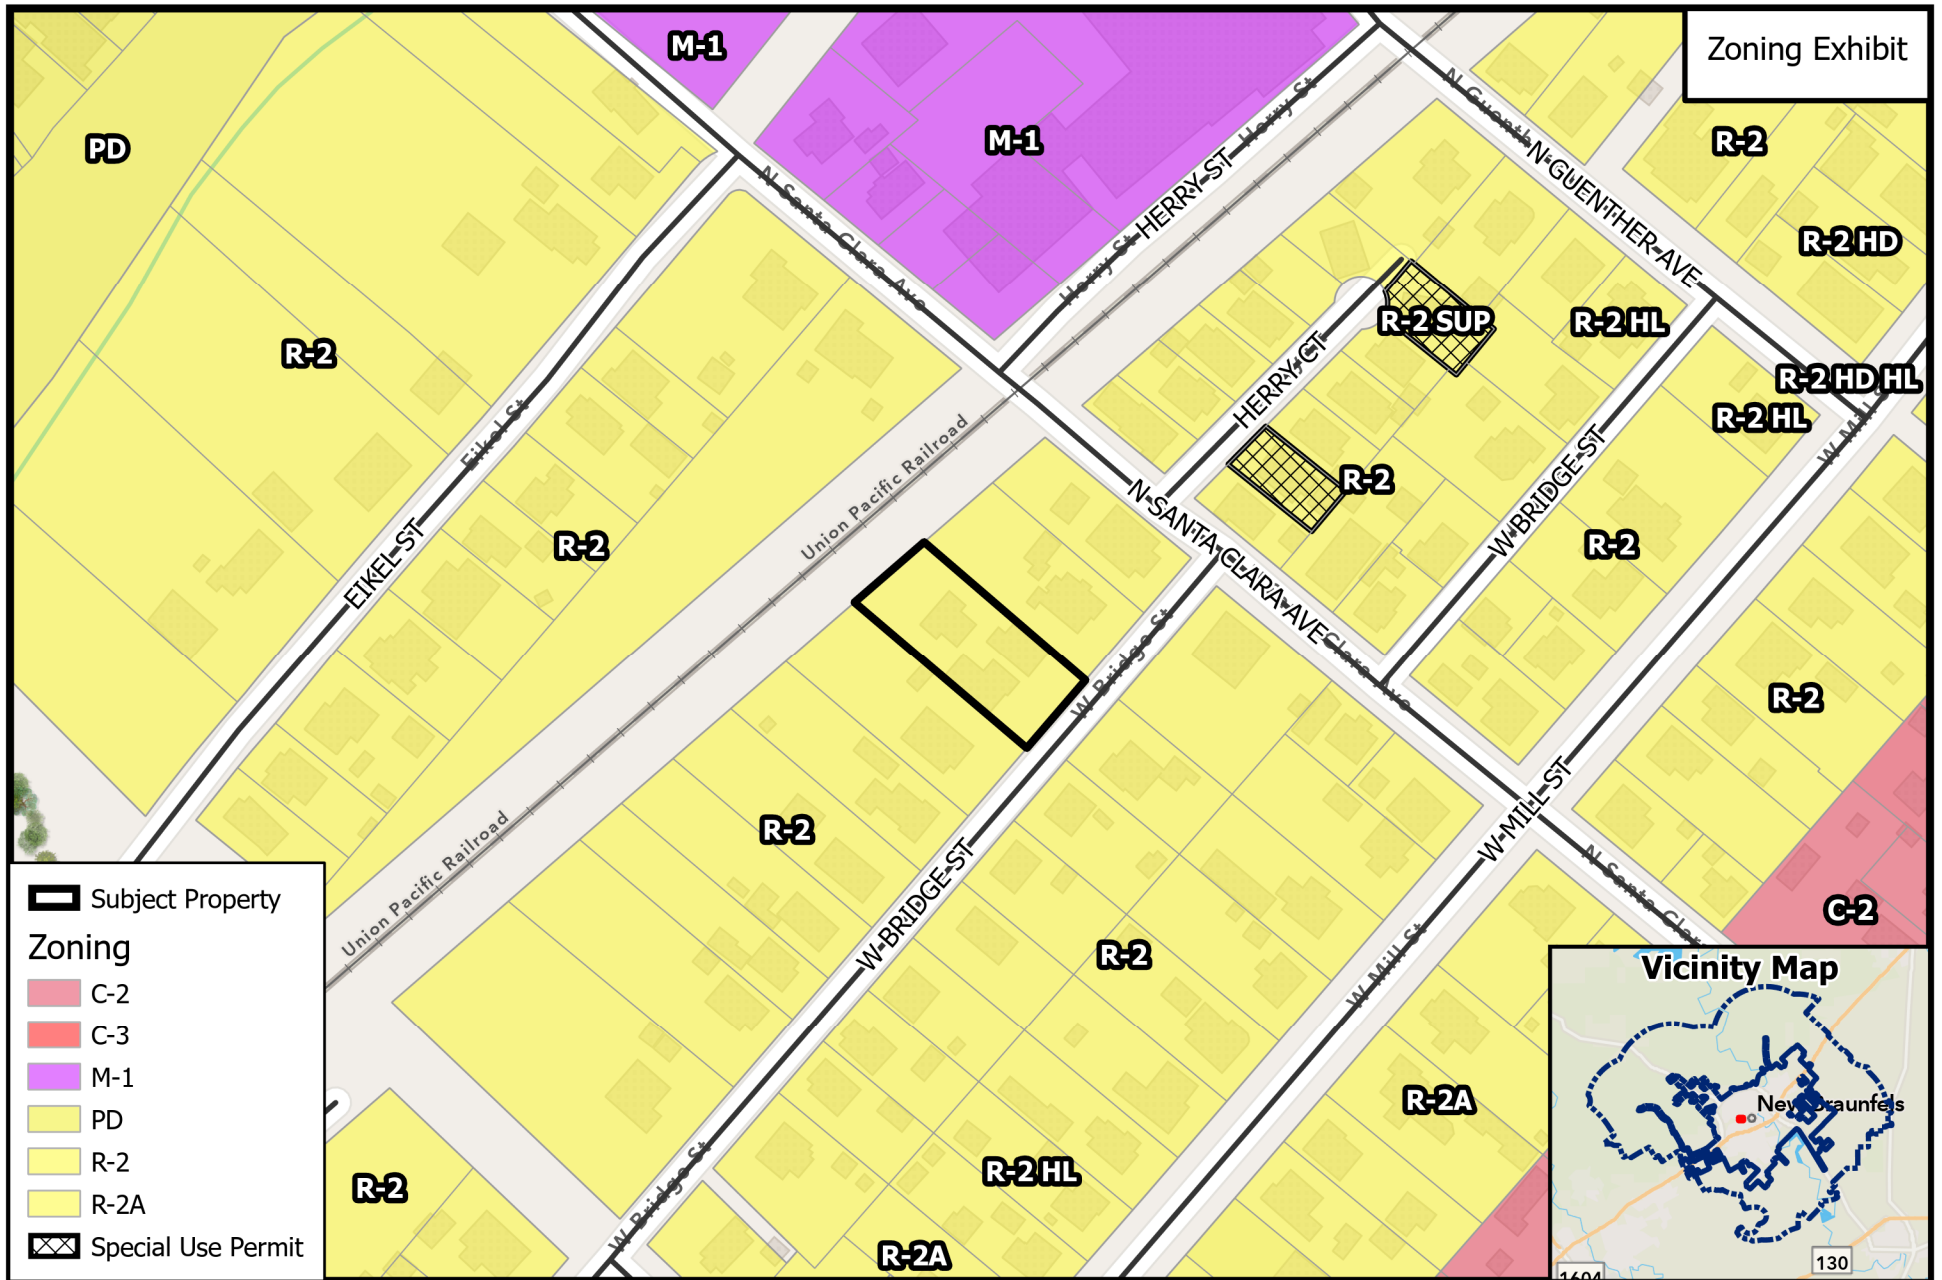 Zoning Exhibit
M-1
M-1
PD
R-2
R-2 HD
R-2
R-2 SUP
R-2 HL
R-2 HD HL
R-2 HL
R-2
R-2
R-2
R-2
R-2
R-2
C-2
R-2A
R-2 HL
R-2
R-2A
N Santa Clara Ave
Herry St
HERRY ST
Herry St
N Guenth
N GUENTHER AVE
HERRY CT
Eikel St
EIKEL ST
Union Pacific Railroad
Union Pacific Railroad
N SANTA CLARA AVE
Clara Ave
W BRIDGE ST
W Bridge St
W BRIDGE ST
W Bridge St
W Mill S
W MILL ST
W Mill St
N Santa Clar
Subject Property
Zoning
C-2
C-3
M-1
PD
R-2
R-2A
Special Use Permit
Vicinity Map
New Braunfels
130
1604